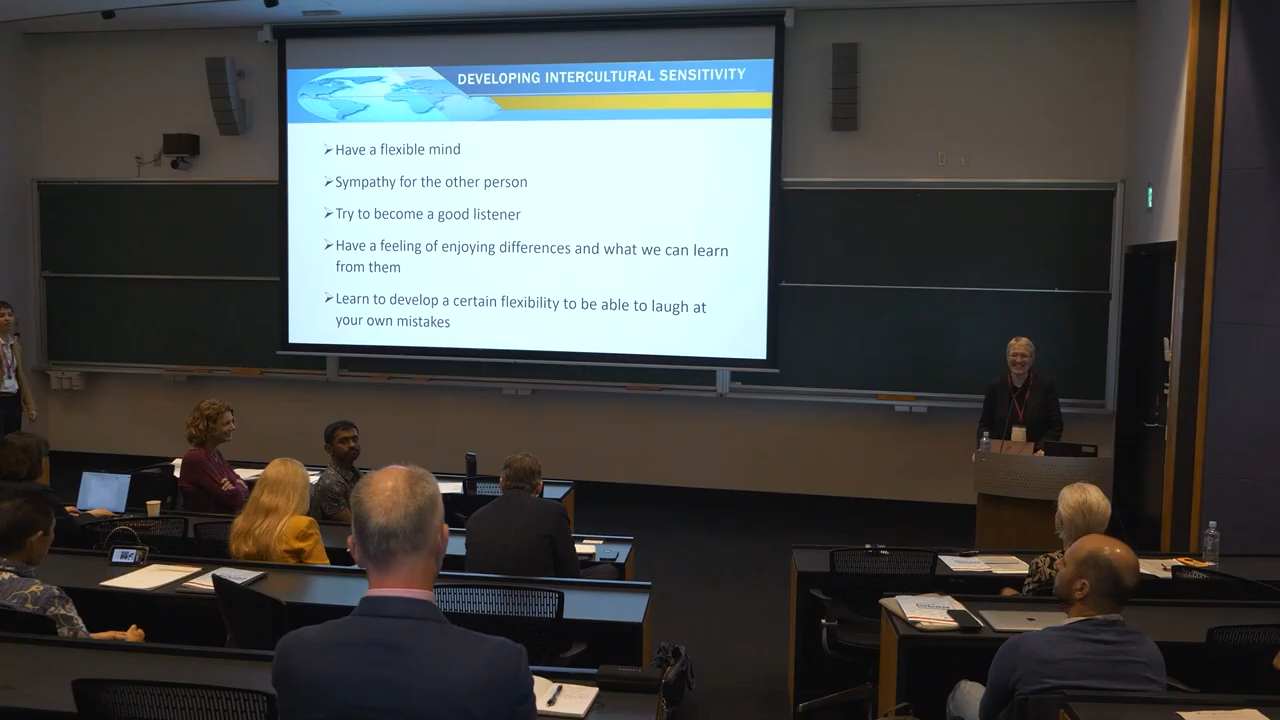 DEVELOPING INTERCULTURAL SENSITIVITY
➢Have a flexible mind
➢Sympathy for the other person
➢Try to become a good listener
➢Have a feeling of enjoying differences and what we can learn
from them
➢Learn to develop a certain flexibility to be able to laugh at
your own mistakes